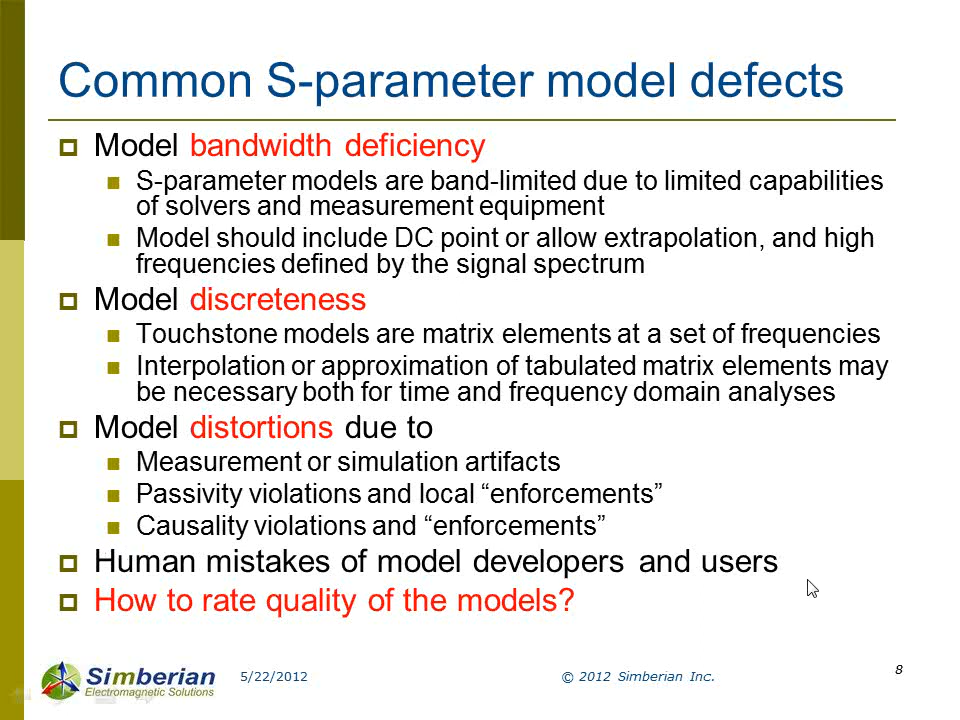 Common S-parameter model defects
Model bandwidth deficiency
S-parameter models are band-limited due to limited capabilities
of solvers and measurement equipment
Model should include DC point or allow extrapolation, and high
frequencies defined by the signal spectrum
Model discreteness
Touchstone models are matrix elements at a set of frequencies
Interpolation or approximation of tabulated matrix elements may
be necessary both for time and frequency domain analyses
Model distortions due to
Measurement or simulation artifacts
Passivity violations and local “enforcements”
Causality violations and “enforcements”
Human mistakes of model developers and users
How to rate quality of the models?
Simberian
Electromagnetic Solutions
5/22/2012
© 2012 Simberian Inc.
8